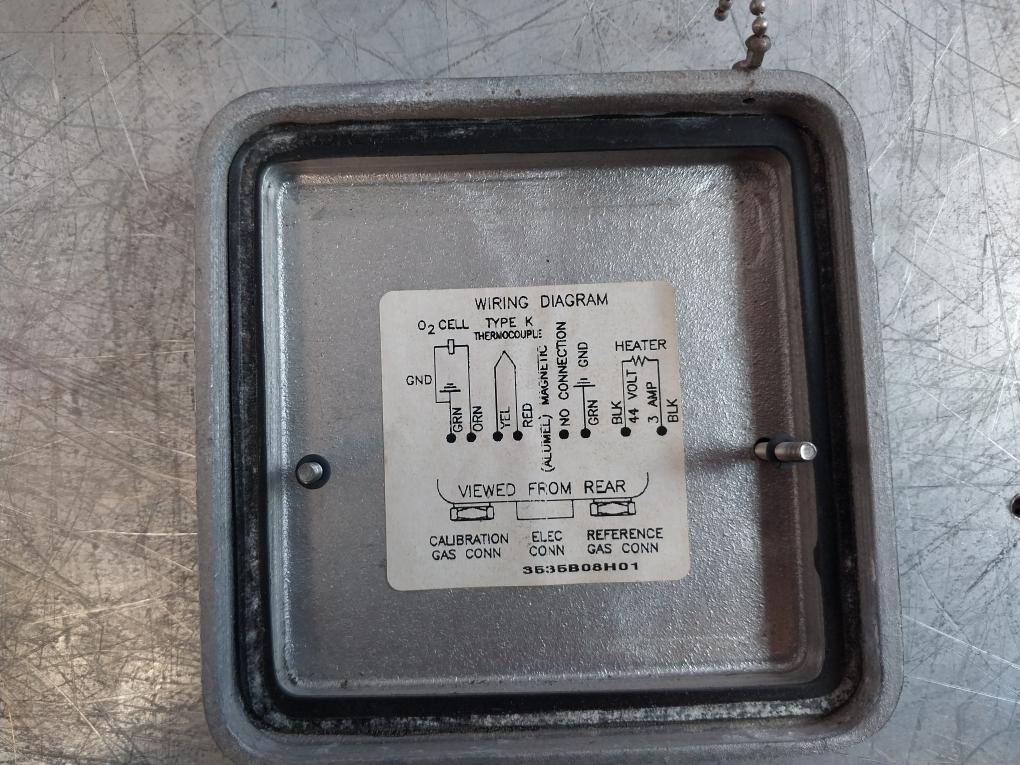 WIRING DIAGRAM
O2 CELL
TYPE K
THERMOCOUPLE
GND
GRN
ORN
YEL
RED
(ALUMEL) MAGNETIC
NO CONNECTION
GND
GRN
HEATER
BLK
44 VOLT
3 AMP
BLK
VIEWED FROM REAR
CALIBRATION
GAS CONN
ELEC
CONN
REFERENCE
GAS CONN
3535B08H01